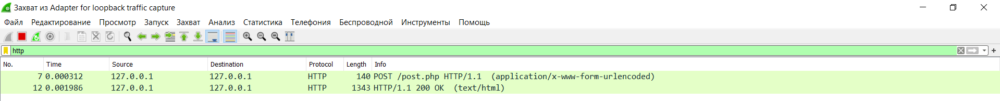 Захват из Adapter for loopback traffic capture
Файл Редактирование Просмотр Запуск Захват Анализ Статистика Телефония Беспроводной Инструменты Помощь
http
No. Time Source Destination Protocol Length Info
7 0.000312 127.0.0.1 127.0.0.1 HTTP 140 POST /post.php HTTP/1.1 (application/x-www-form-urlencoded)
12 0.001986 127.0.0.1 127.0.0.1 HTTP 1343 HTTP/1.1 200 OK (text/html)